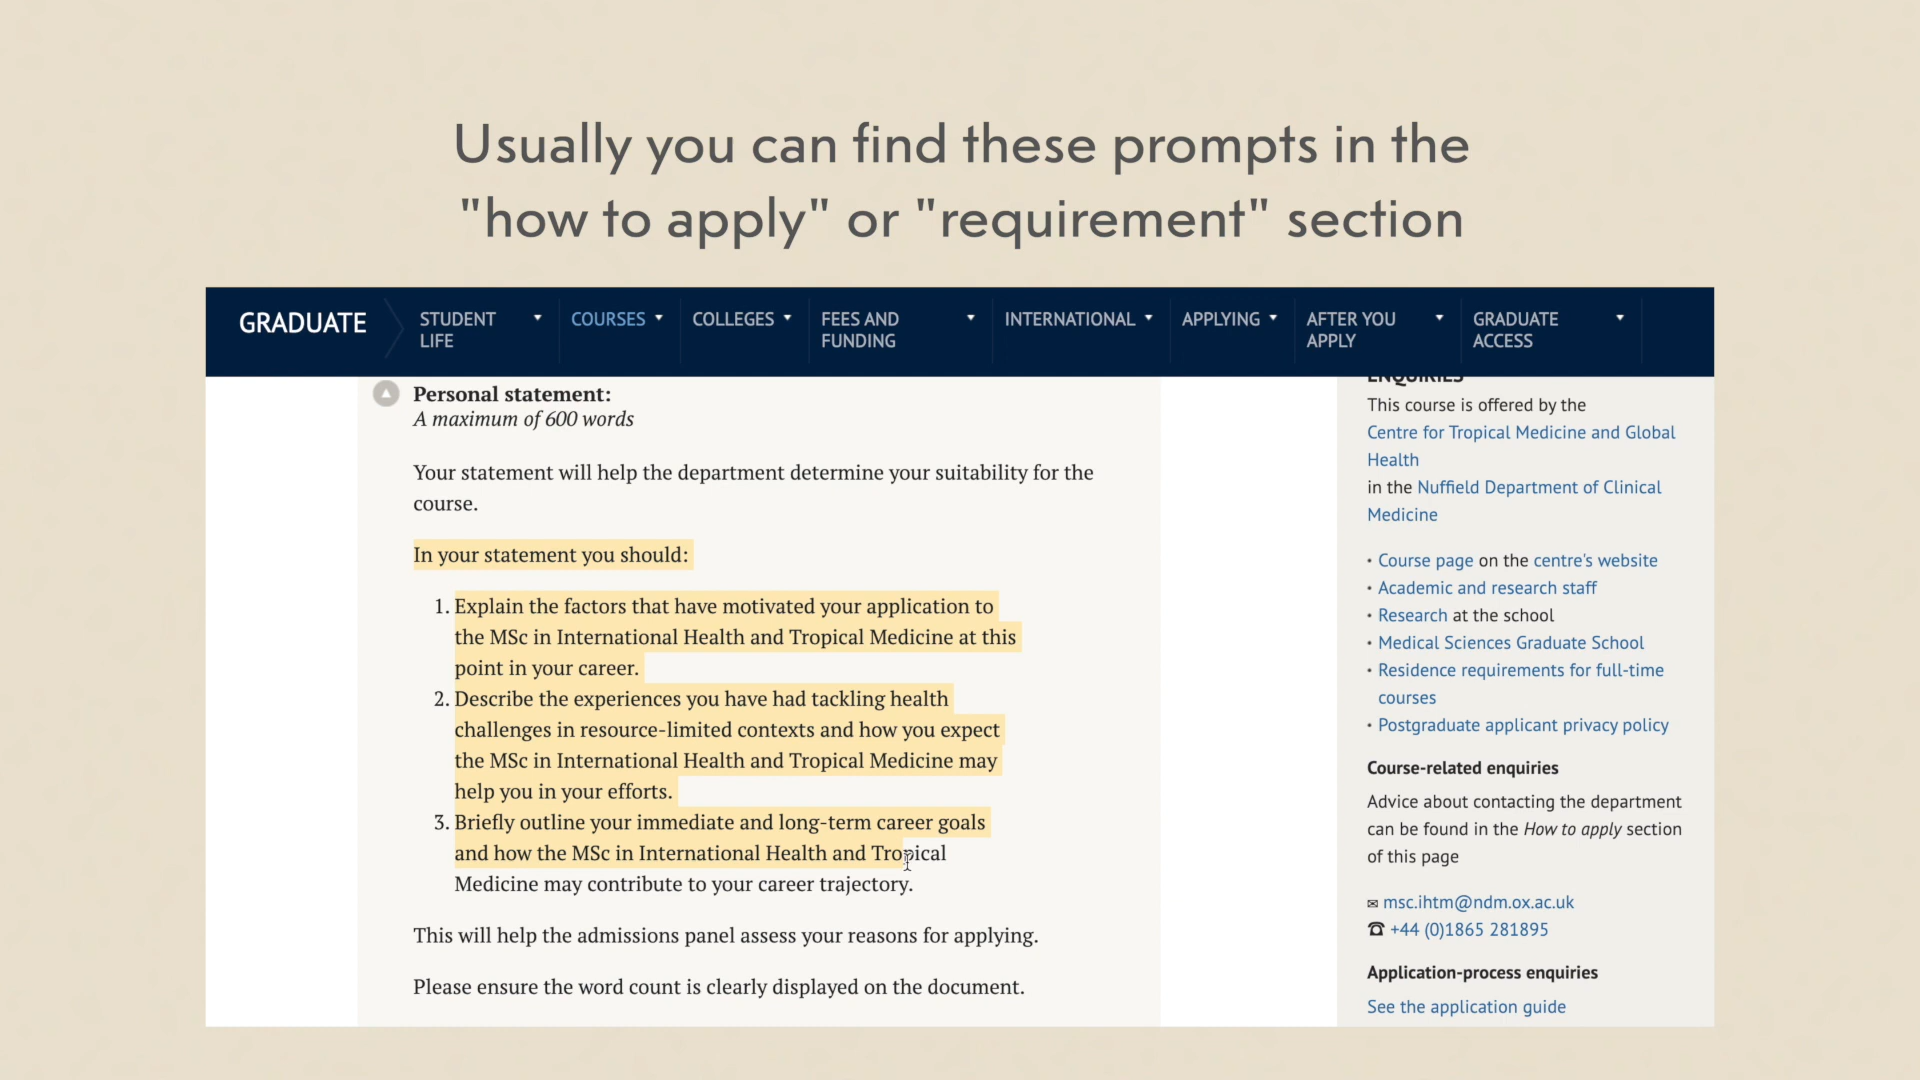 Usually you can find these prompts in the
"how to apply" or "requirement" section
GRADUATE
STUDENT
LIFE
COURSES
COLLEGES
FEES AND
FUNDING
INTERNATIONAL
APPLYING
AFTER YOU
APPLY
GRADUATE
ACCESS
Personal statement:
A maximum of 600 words
Your statement will help the department determine your suitability for the
course.
In your statement you should:
1. Explain the factors that have motivated your application to
the MSc in International Health and Tropical Medicine at this
point in your career.
2. Describe the experiences you have had tackling health
challenges in resource-limited contexts and how you expect
the MSc in International Health and Tropical Medicine may
help you in your efforts.
3. Briefly outline your immediate and long-term career goals
and how the MSc in International Health and Tropical
Medicine may contribute to your career trajectory.
This will help the admissions panel assess your reasons for applying.
Please ensure the word count is clearly displayed on the document.
ENQUIRIES
This course is offered by the
Centre for Tropical Medicine and Global
Health
in the Nuffield Department of Clinical
Medicine
• Course page on the centre's website
• Academic and research staff
• Research at the school
• Medical Sciences Graduate School
• Residence requirements for full-time
courses
• Postgraduate applicant privacy policy
Course-related enquiries
Advice about contacting the department
can be found in the How to apply section
of this page
✉ msc.ihtm@ndm.ox.ac.uk
☎ +44 (0)1865 281895
Application-process enquiries
See the application guide